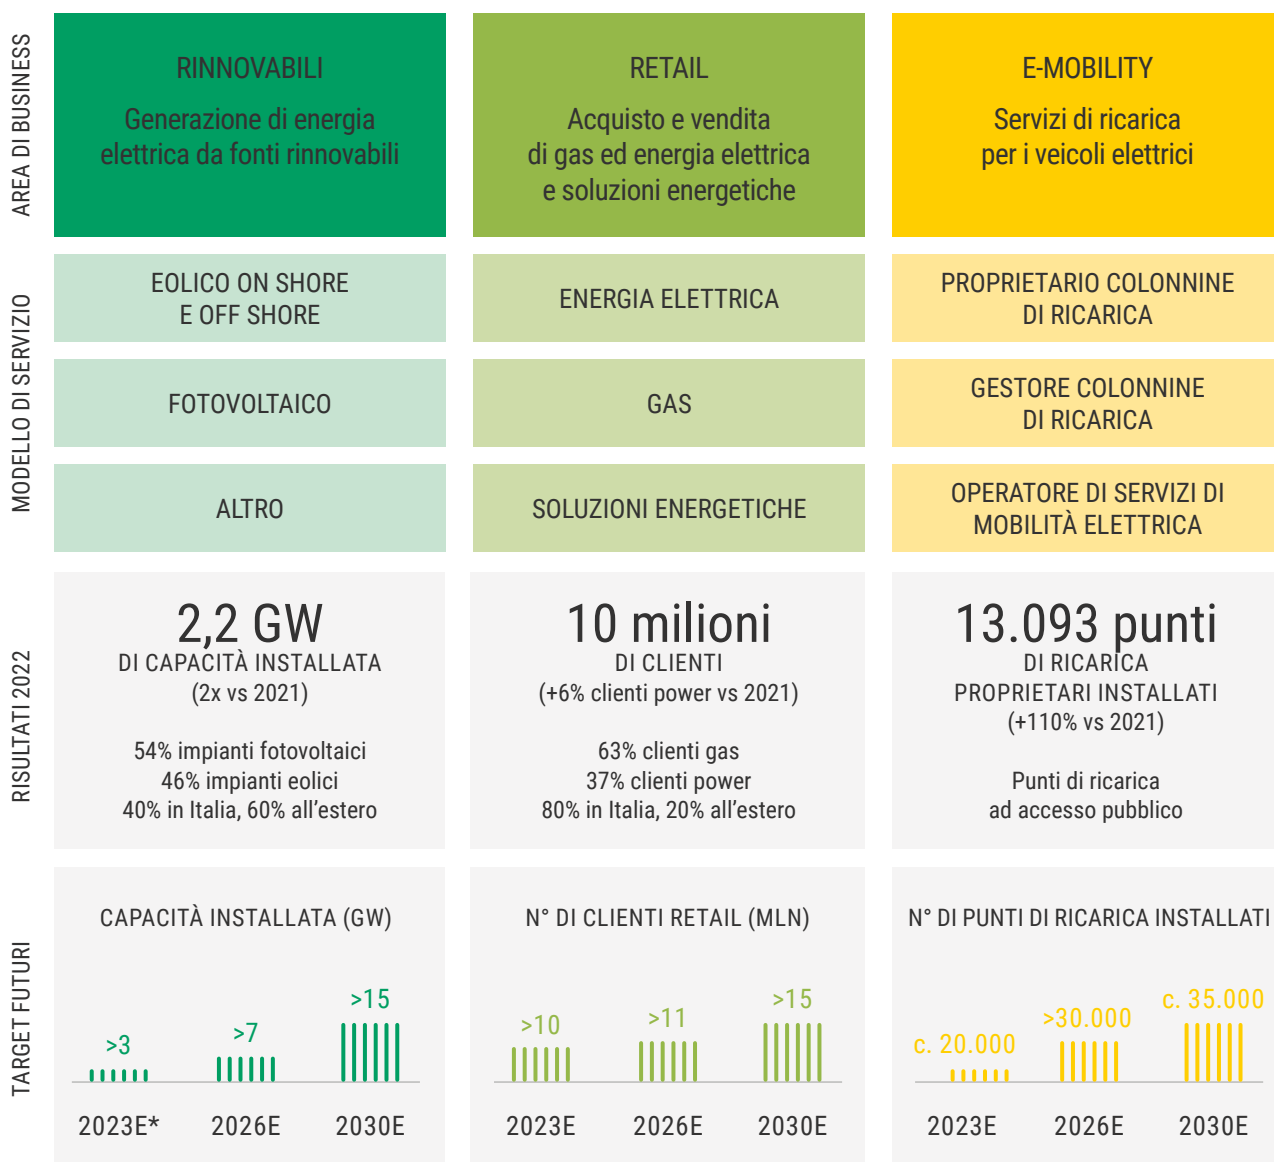 AREA DI BUSINESS
RINNOVABILI
Generazione di energia
elettrica da fonti rinnovabili
RETAIL
Acquisto e vendita
di gas ed energia elettrica
e soluzioni energetiche
E-MOBILITY
Servizi di ricarica
per i veicoli elettrici
MODELLO DI SERVIZIO
EOLICO ON SHORE
E OFF SHORE
ENERGIA ELETTRICA
PROPRIETARIO COLONNINE
DI RICARICA
FOTOVOLTAICO
GAS
GESTORE COLONNINE
DI RICARICA
ALTRO
SOLUZIONI ENERGETICHE
OPERATORE DI SERVIZI DI
MOBILITÀ ELETTRICA
RISULTATI 2022
2,2 GW
DI CAPACITÀ INSTALLATA
(2x vs 2021)
54% impianti fotovoltaici
46% impianti eolici
40% in Italia, 60% all’estero
10 milioni
DI CLIENTI
(+6% clienti power vs 2021)
63% clienti gas
37% clienti power
80% in Italia, 20% all’estero
13.093 punti
DI RICARICA
PROPRIETARI INSTALLATI
(+110% vs 2021)
Punti di ricarica
ad accesso pubblico
TARGET FUTURI
CAPACITÀ INSTALLATA (GW)
>3
>7
>15
2023E*
2026E
2030E
N° DI CLIENTI RETAIL (MLN)
>10
>11
>15
2023E
2026E
2030E
N° DI PUNTI DI RICARICA INSTALLATI
c. 20.000
>30.000
c. 35.000
2023E
2026E
2030E